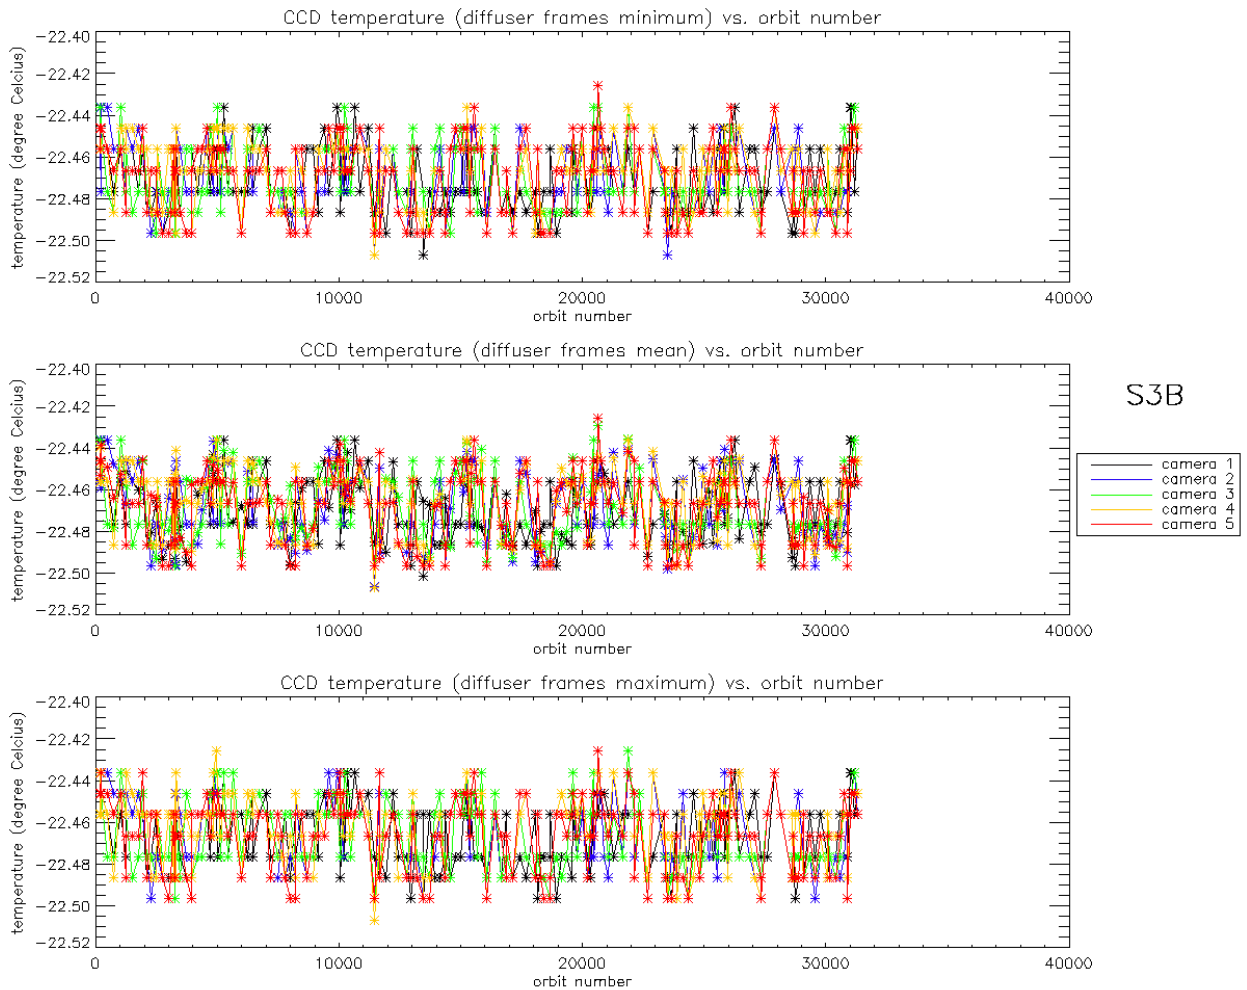 CCD temperature (diffuser frames minimum) vs. orbit number
temperature (degree Celcius)
-22.40
-22.42
-22.44
-22.46
-22.48
-22.50
-22.52
0 10000 20000 30000 40000
orbit number
CCD temperature (diffuser frames mean) vs. orbit number
temperature (degree Celcius)
-22.40
-22.42
-22.44
-22.46
-22.48
-22.50
-22.52
0 10000 20000 30000 40000
orbit number
S3B
camera 1
camera 2
camera 3
camera 4
camera 5
CCD temperature (diffuser frames maximum) vs. orbit number
temperature (degree Celcius)
-22.40
-22.42
-22.44
-22.46
-22.48
-22.50
-22.52
0 10000 20000 30000 40000
orbit number